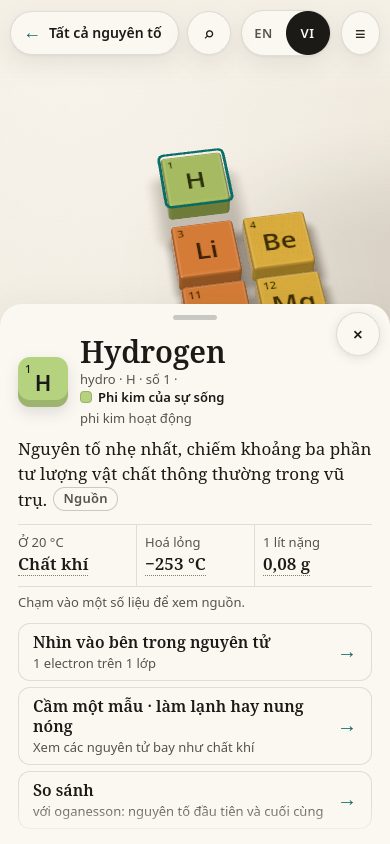 ← Tất cả nguyên tố
EN VI
1
H
3
Li
4
Be
11
12
Mg
×
1
H
Hydrogen
hydro · H · số 1 ·
Phi kim của sự sống
phi kim hoạt động
Nguyên tố nhẹ nhất, chiếm khoảng ba phần
tư lượng vật chất thông thường trong vũ
trụ. Nguồn
Ở 20 °C
Chất khí
Hoá lỏng
−253 °C
1 lít nặng
0,08 g
Chạm vào một số liệu để xem nguồn.
Nhìn vào bên trong nguyên tử
1 electron trên 1 lớp
→
Cầm một mẫu · làm lạnh hay nung
nóng
Xem các nguyên tử bay như chất khí
→
So sánh
với oganesson: nguyên tố đầu tiên và cuối cùng
→